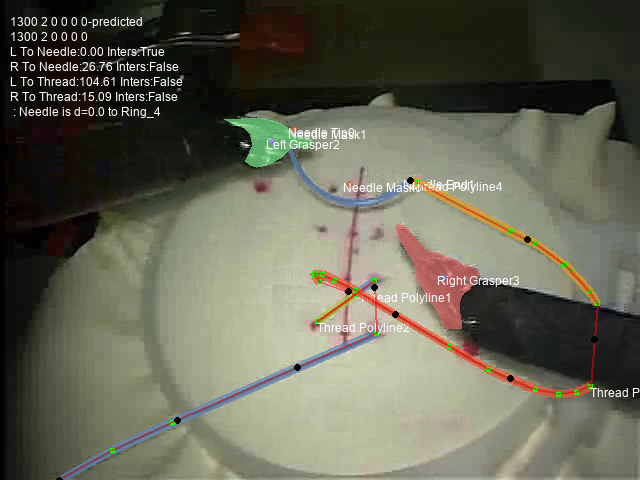 1300 2 0 0 0 0-predicted
1300 2 0 0 0 0
L To Needle:0.00 Inters:True
R To Needle:26.76 Inters:False
L To Thread:104.61 Inters:False
R To Thread:15.09 Inters:False
: Needle is d=0.0 to Ring_4
Left Grasper2
Thread Polyline4
Right Grasper3
Thread Polyline1
Thread Polyline2
Thread P